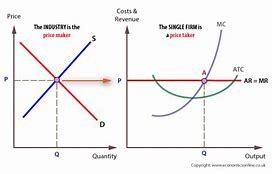 Price
The INDUSTRY is the
price maker
S
P
D
Q
Quantity
Costs &
Revenue
The SINGLE FIRM is
a price taker
MC
ATC
A
P
AR = MR
Q
Output
www.economicsonline.co.uk